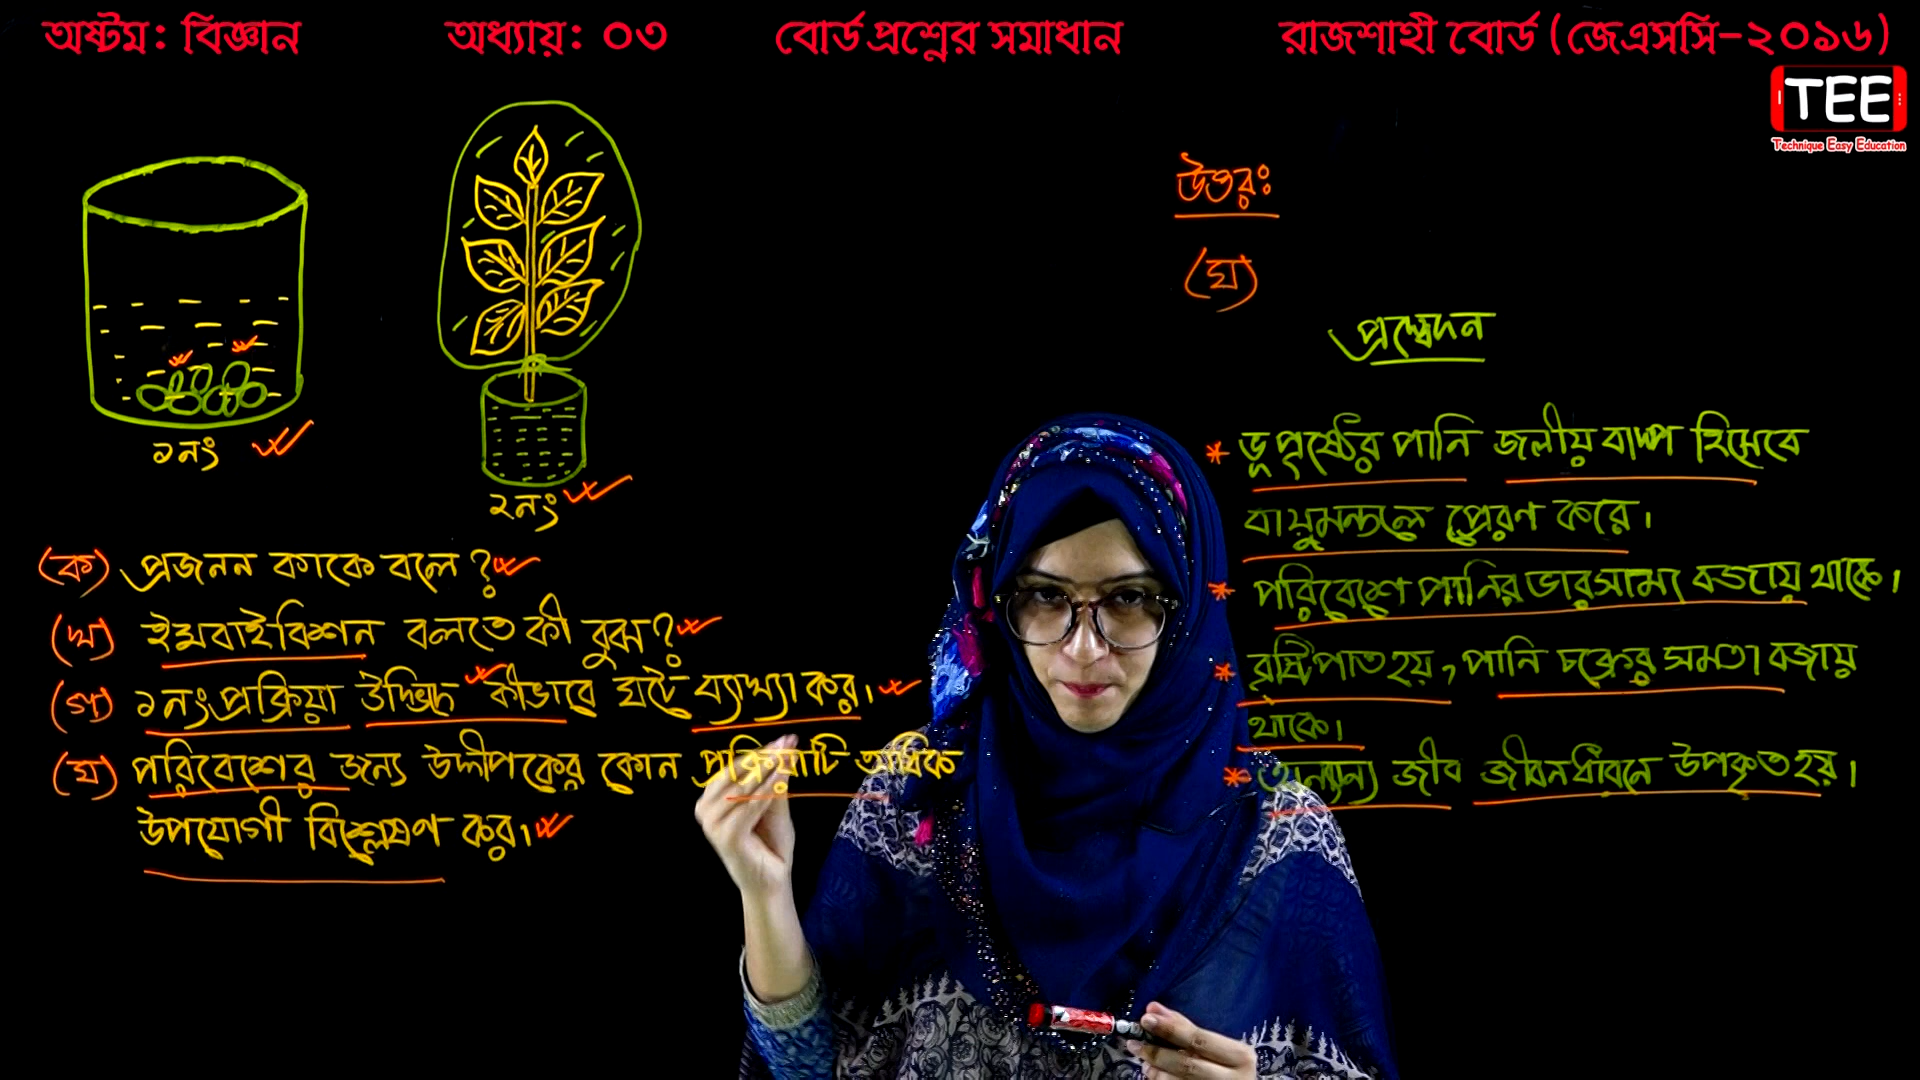 অষ্টম: বিজ্ঞান
অধ্যায়: ০৩
বোর্ড প্রশ্নের সমাধান
রাজশাহী বোর্ড (জেএসসি-২০১৬)
TEE
Technique Easy Education
১নং
২নং
(ক) প্রজনন কাকে বলে ?
(খ) ইমবাইবিশন বলতে কী বুঝ?
(গ) ১নং প্রক্রিয়া উদ্ভিদে কীভাবে ঘটে ব্যাখ্যা কর।
(ঘ) পরিবেশের জন্য উদ্দীপকের কোন প্রক্রিয়াটি অধিক
উপযোগী বিশ্লেষণ কর।
উত্তরঃ
(ঘ)
প্রস্বেদন
* ভূ পৃষ্ঠের পানি জলীয় বাষ্প হিসেবে
বায়ুমন্ডলে প্রেরণ করে।
* পরিবেশে পানির ভারসাম্য বজায় থাকে।
* বৃষ্টিপাত হয়, পানি চক্রের সমতা বজায়
থাকে।
* অন্যান্য জীব জীবনধারনে উপকৃত হয়।